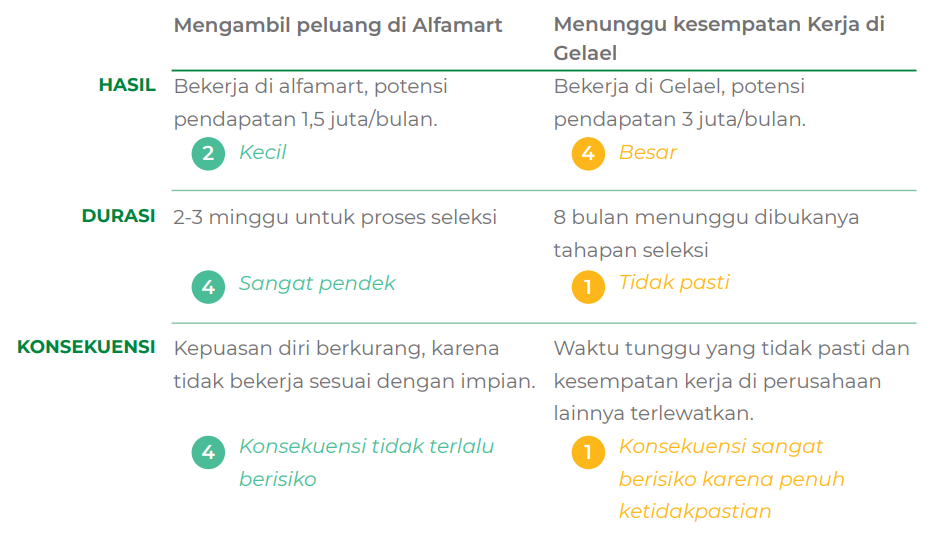 Mengambil peluang di Alfamart
Menunggu kesempatan Kerja di
Gelael
HASIL
Bekerja di alfamart, potensi
pendapatan 1,5 juta/bulan.
2 Kecil
Bekerja di Gelael, potensi
pendapatan 3 juta/bulan.
4 Besar
DURASI
2-3 minggu untuk proses seleksi
4 Sangat pendek
8 bulan menunggu dibukanya
tahapan seleksi
1 Tidak pasti
KONSEKUENSI
Kepuasan diri berkurang, karena
tidak bekerja sesuai dengan impian.
4 Konsekuensi tidak terlalu
berisiko
Waktu tunggu yang tidak pasti dan
kesempatan kerja di perusahaan
lainnya terlewatkan.
1 Konsekuensi sangat
berisiko karena penuh
ketidakpastian